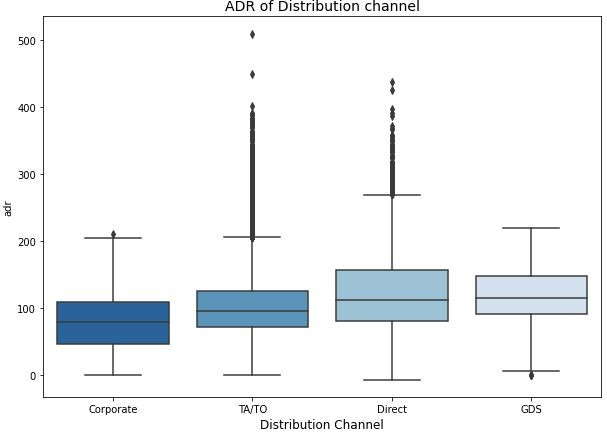 ADR of Distribution channel
500
400
300
200
100
0
adr
Corporate TA/TO Direct GDS
Distribution Channel